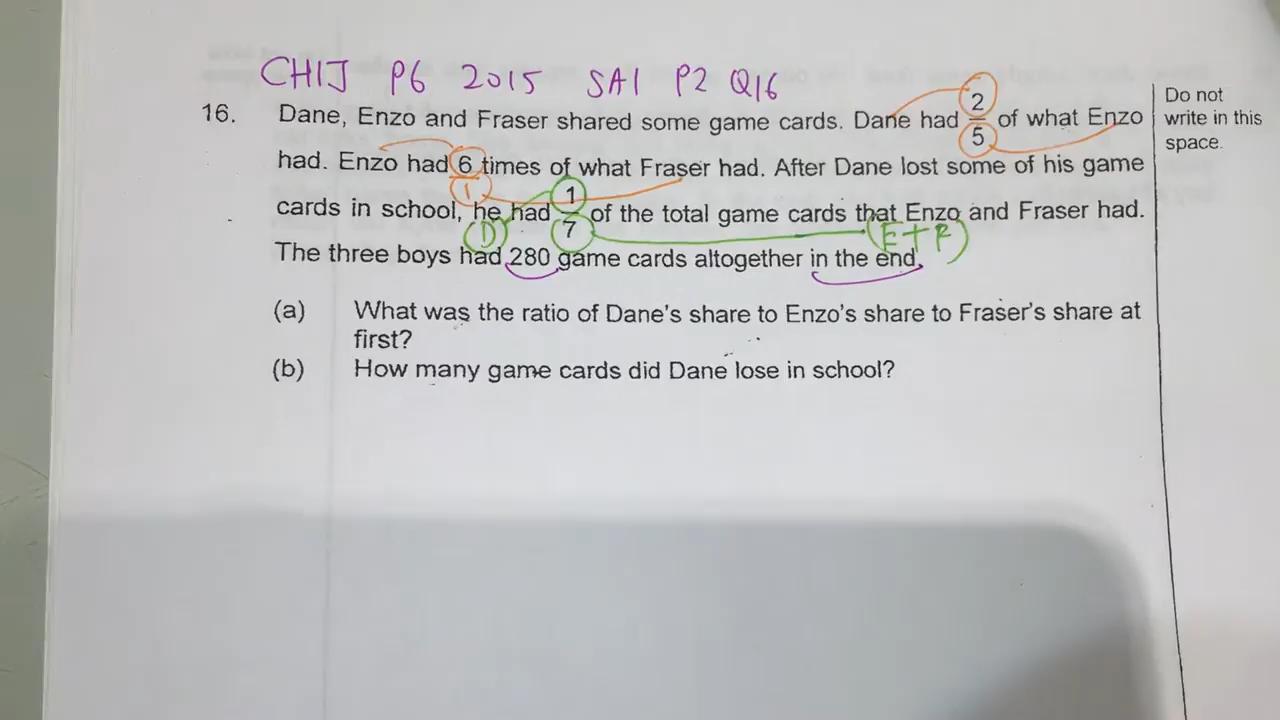 CHIJ P6 2015 SA1 P2 Q16
16. Dane, Enzo and Fraser shared some game cards. Dane had 2/5 of what Enzo
had. Enzo had 6 times of what Fraser had. After Dane lost some of his game
1
cards in school, he had 1/7 of the total game cards that Enzo and Fraser had.
(D) (E+F)
The three boys had 280 game cards altogether in the end.
(a) What was the ratio of Dane's share to Enzo's share to Fraser's share at
first?
(b) How many game cards did Dane lose in school?
Do not
write in this
space.